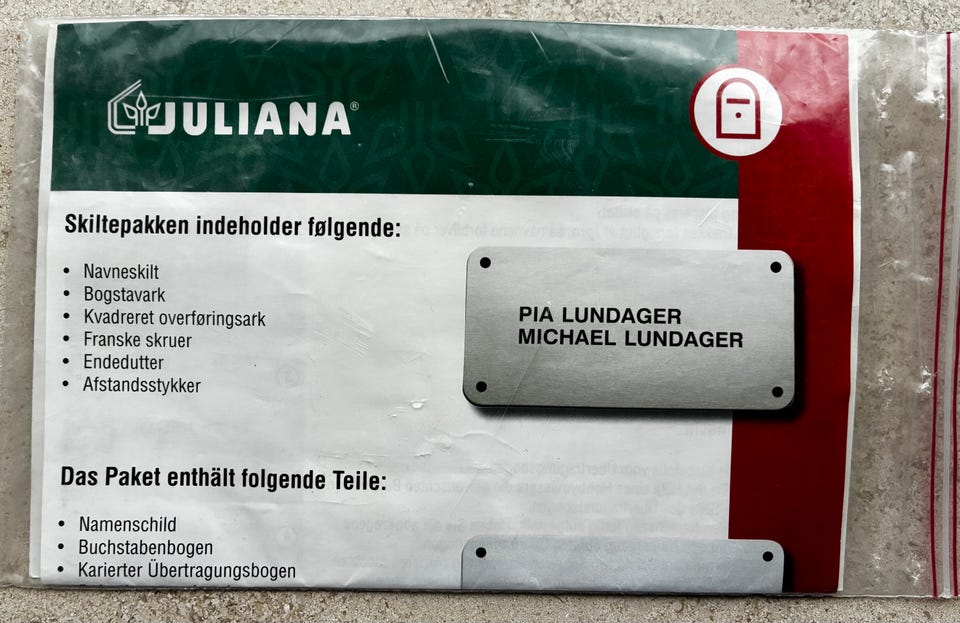 JULIANA®
Skiltepakken indeholder følgende:
• Navneskilt
• Bogstavark
• Kvadreret overføringsark
• Franske skruer
• Endedutter
• Afstandsstykker
PIA LUNDAGER
MICHAEL LUNDAGER
Das Paket enthält folgende Teile:
• Namenschild
• Buchstabenbogen
• Karierter Übertragungsbogen